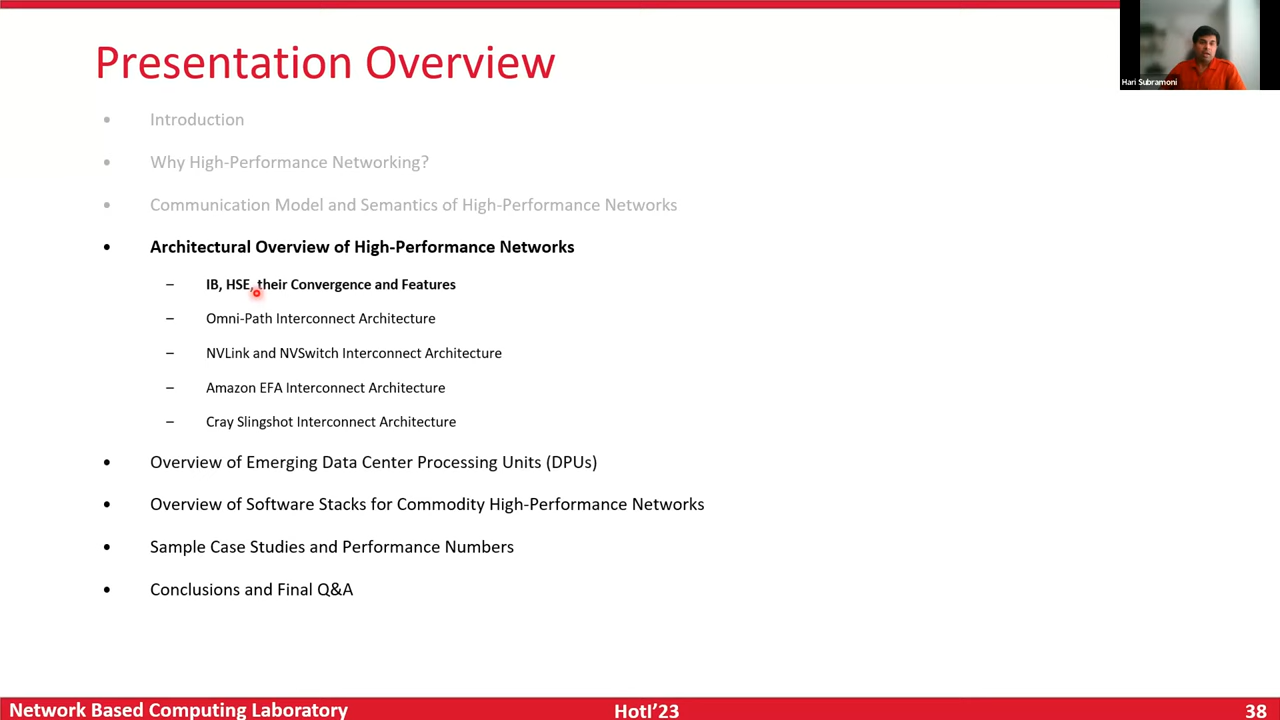 Presentation Overview
Hari Subramoni
• Introduction
• Why High-Performance Networking?
• Communication Model and Semantics of High-Performance Networks
• Architectural Overview of High-Performance Networks
– IB, HSE, their Convergence and Features
– Omni-Path Interconnect Architecture
– NVLink and NVSwitch Interconnect Architecture
– Amazon EFA Interconnect Architecture
– Cray Slingshot Interconnect Architecture
• Overview of Emerging Data Center Processing Units (DPUs)
• Overview of Software Stacks for Commodity High-Performance Networks
• Sample Case Studies and Performance Numbers
• Conclusions and Final Q&A
Network Based Computing Laboratory
HotI'23
38